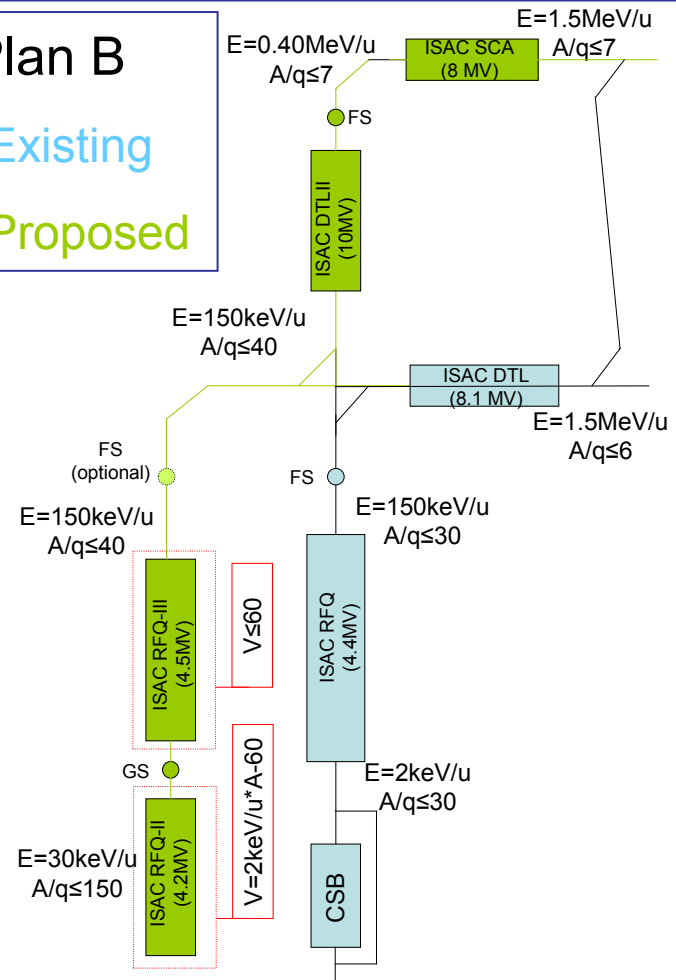 Plan B
Existing
Proposed
E=1.5MeV/u
A/q≤7
E=0.40MeV/u
A/q≤7
ISAC SCA
(8 MV)
FS
ISAC DTLII
(10MV)
E=150keV/u
A/q≤40
ISAC DTL
(8.1 MV)
E=1.5MeV/u
A/q≤6
FS
(optional)
FS
E=150keV/u
A/q≤40
E=150keV/u
A/q≤30
ISAC RFQ-III
(4.5MV)
V≤60
ISAC RFQ
(4.4MV)
GS
E=2keV/u
A/q≤30
E=30keV/u
A/q≤150
ISAC RFQ-II
(4.2MV)
V=2keV/u*A-60
CSB